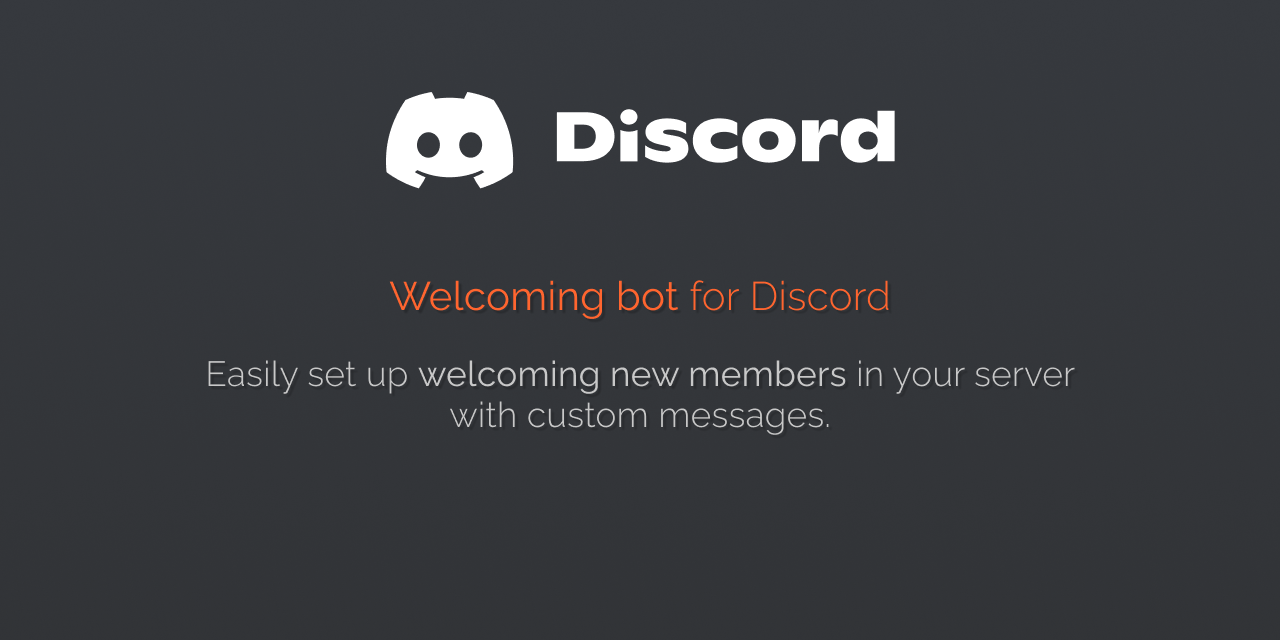 Discord
Welcoming bot for Discord
Easily set up welcoming new members in your server
with custom messages.